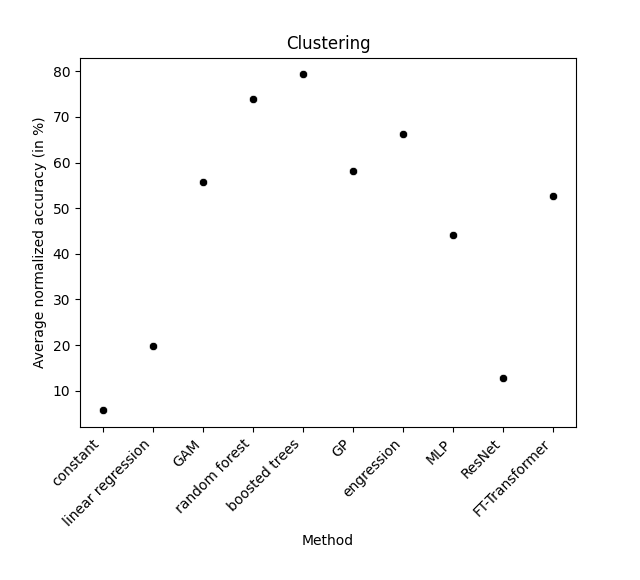 Clustering
Average normalized accuracy (in %)
80
70
60
50
40
30
20
10
constant
linear regression
GAM
random forest
boosted trees
GP
engression
MLP
ResNet
FT-Transformer
Method